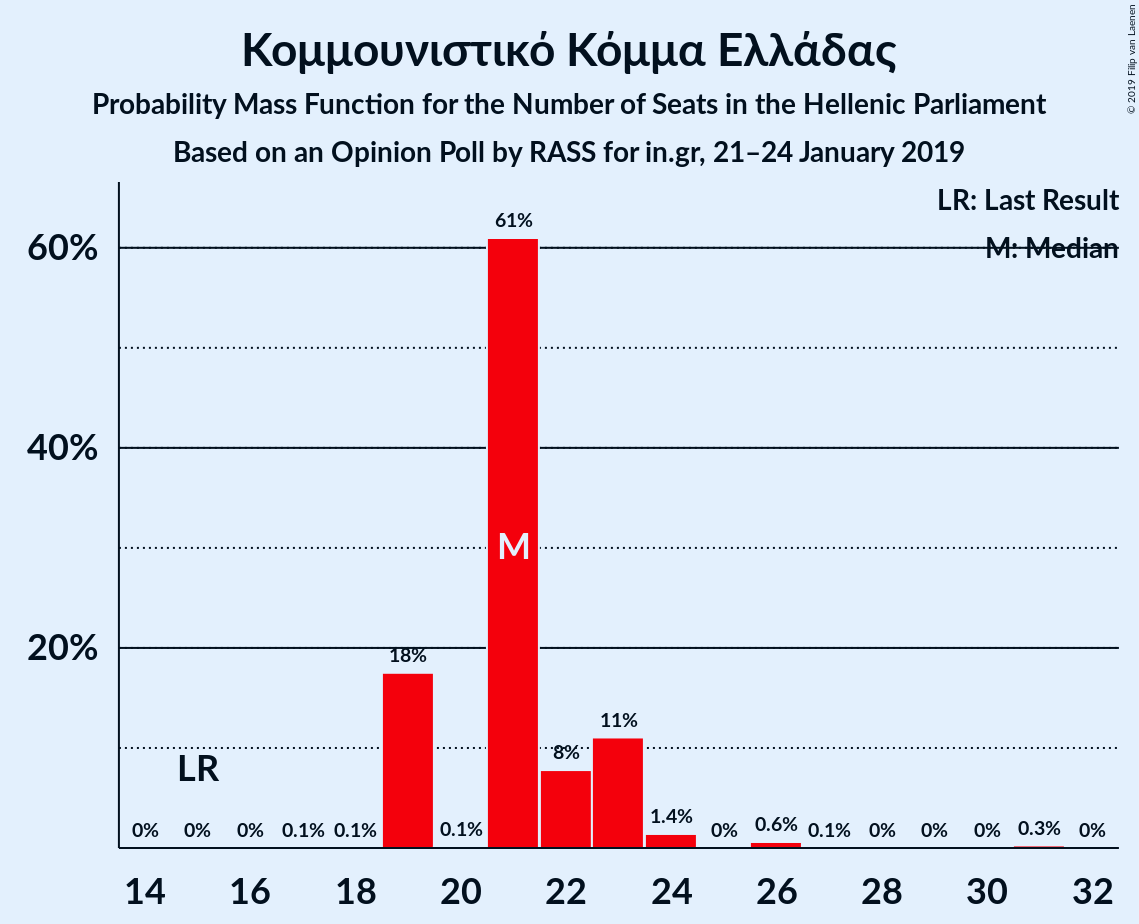 Κομμουνιστικό Κόμμα Ελλάδας
Probability Mass Function for the Number of Seats in the Hellenic Parliament
Based on an Opinion Poll by RASS for in.gr, 21–24 January 2019
© 2019 Filip van Laenen
LR: Last Result
M: Median
60%
40%
20%
61%
M
18%
11%
8%
LR
0% 0% 0% 0.1% 0.1% 0.1% 1.4% 0% 0.6% 0.1% 0% 0% 0% 0.3% 0%
14 16 18 20 22 24 26 28 30 32